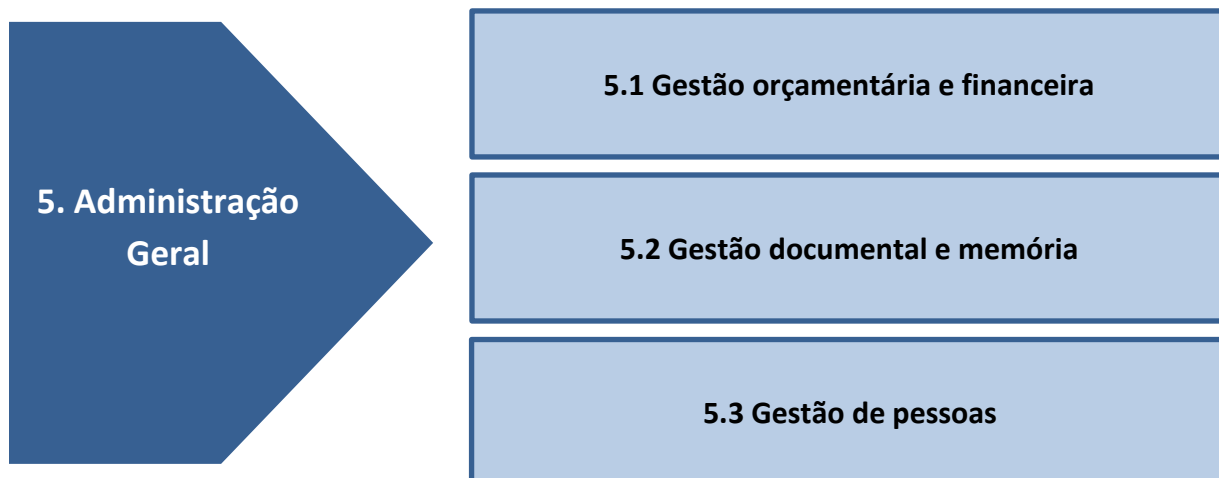 5. Administração
Geral
5.1 Gestão orçamentária e financeira
5.2 Gestão documental e memória
5.3 Gestão de pessoas